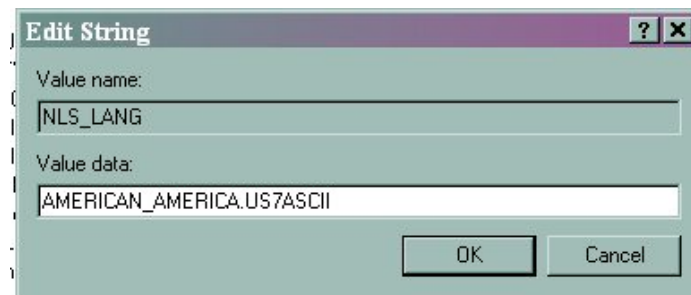 Edit String
Value name:
NLS_LANG
Value data:
AMERICAN_AMERICA.US7ASCII
OK Cancel